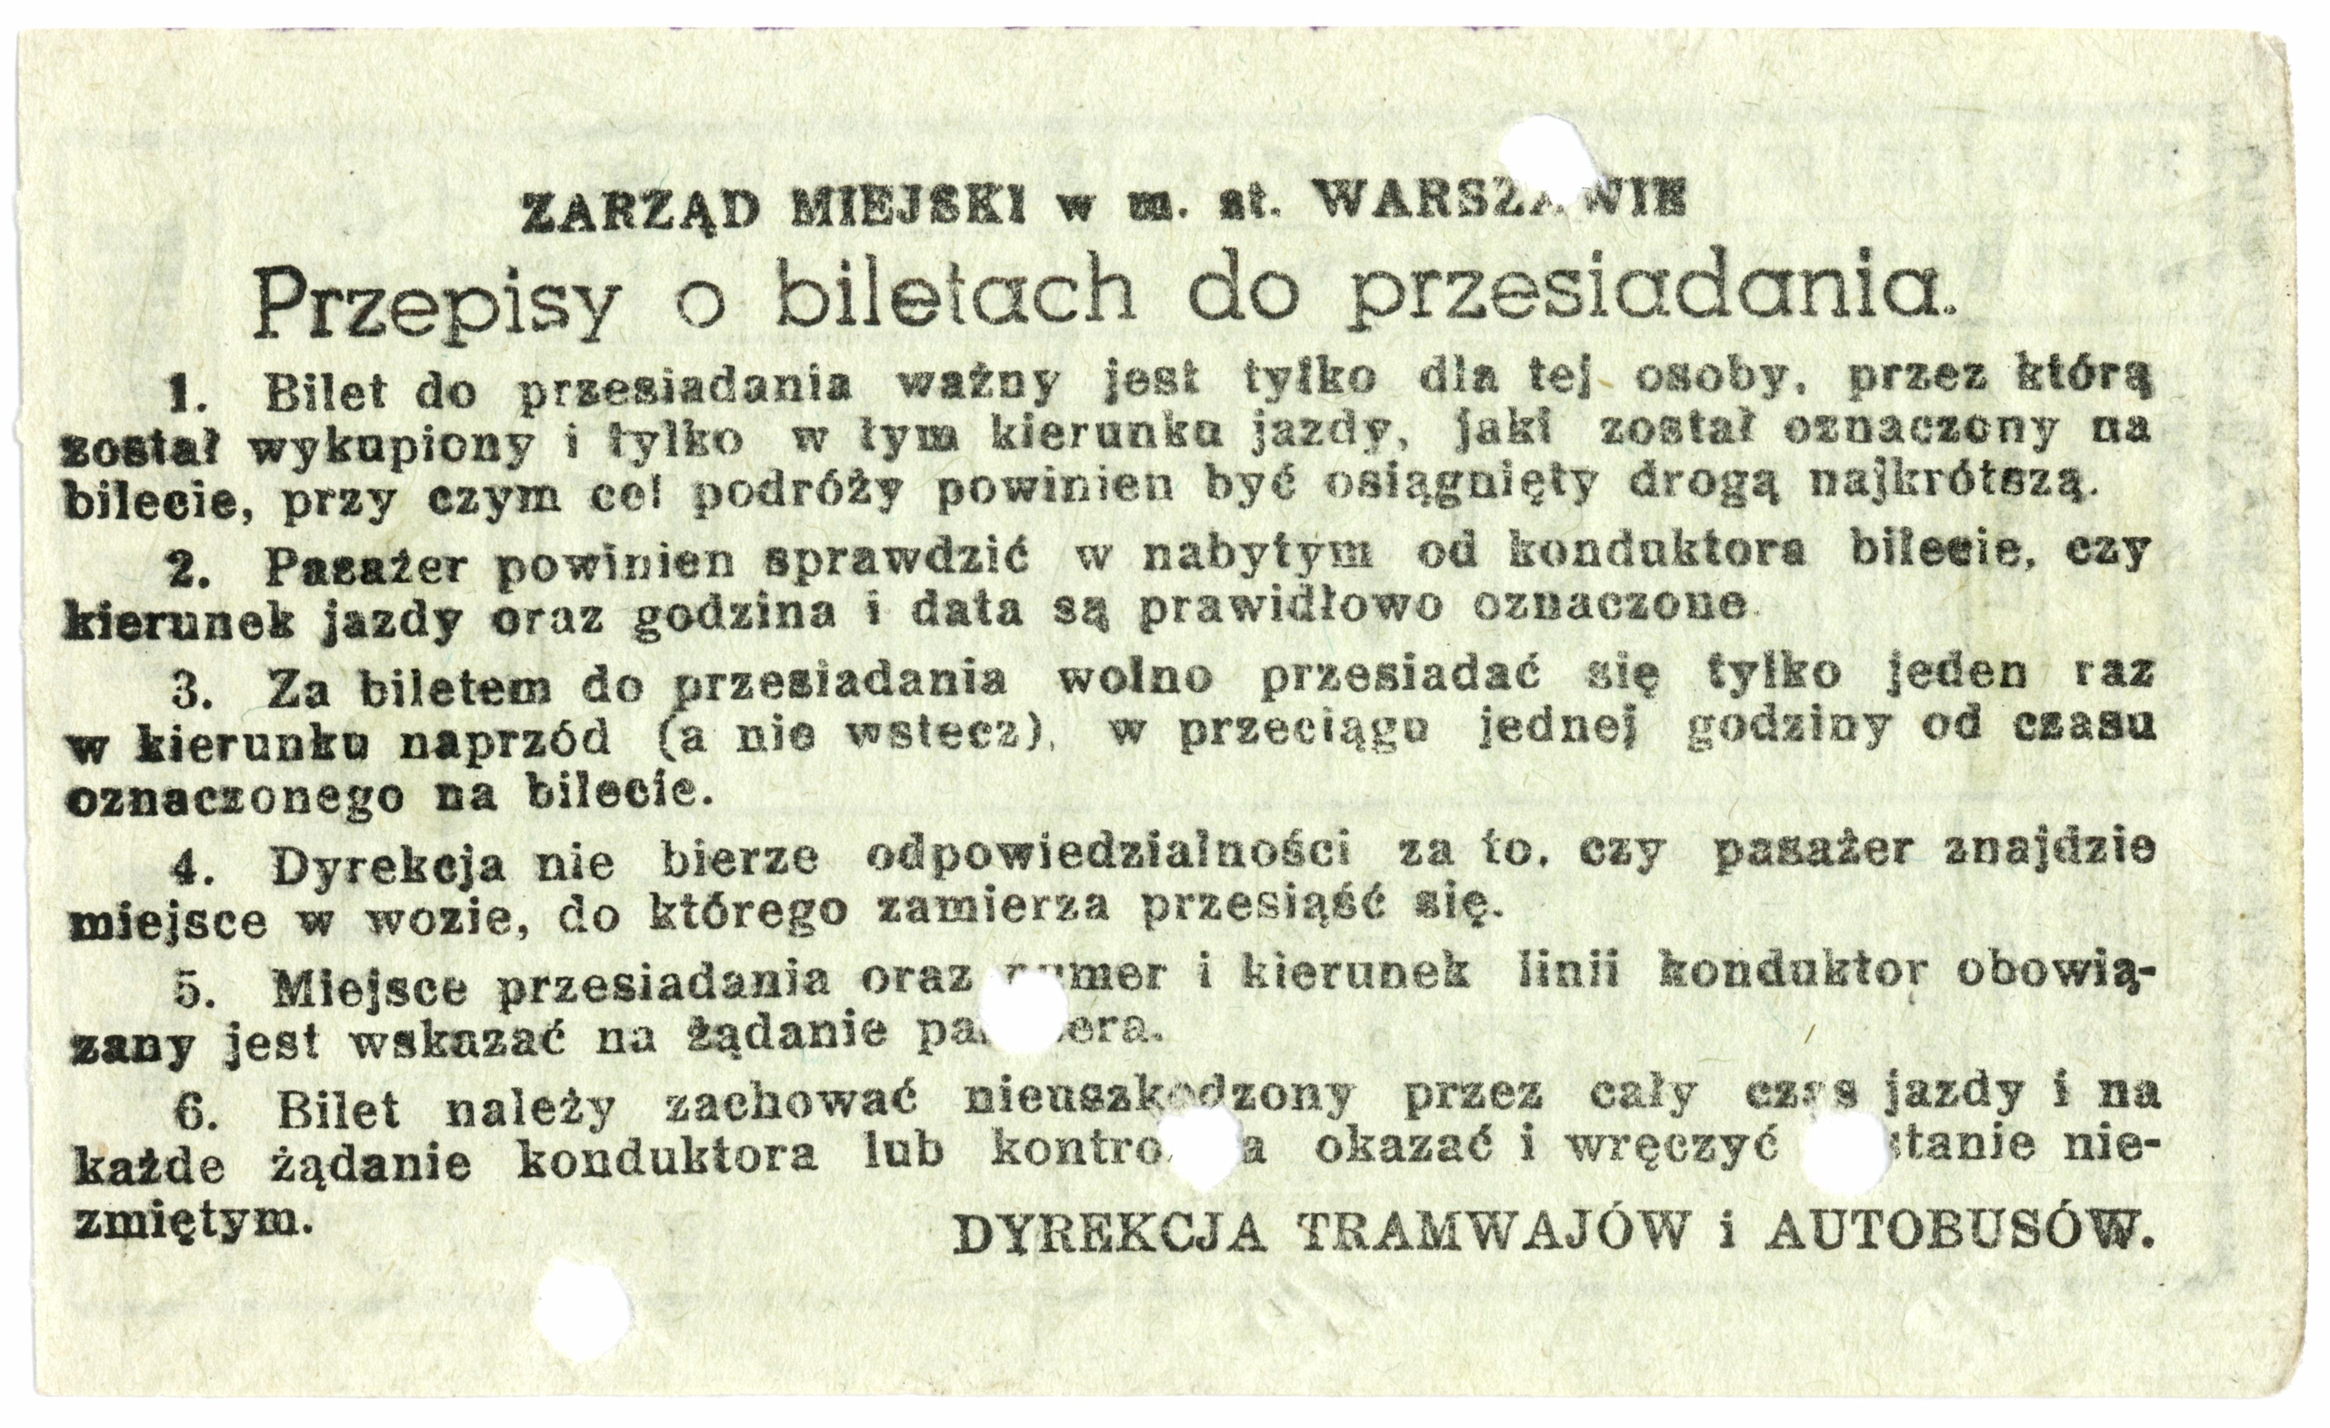 ZARZĄD MIEJSKI w m. st. WARSZAWIE
Przepisy o biletach do przesiadania.
1. Bilet do przesiadania ważny jest tylko dla tej osoby, przez którą
został wykupiony i tylko w tym kierunku jazdy, jaki został oznaczony na
bilecie, przy czym cel podróży powinien być osiągnięty drogą najkrótszą.
2. Pasażer powinien sprawdzić w nabytym od konduktora bilecie, czy
kierunek jazdy oraz godzina i data są prawidłowo oznaczone.
3. Za biletem do przesiadania wolno przesiadać się tylko jeden raz
w kierunku naprzód (a nie wstecz), w przeciągu jednej godziny od czasu
oznaczonego na bilecie.
4. Dyrekcja nie bierze odpowiedzialności za to, czy pasażer znajdzie
miejsce w wozie, do którego zamierza przesiąść się.
5. Miejsce przesiadania oraz numer i kierunek linii konduktor obowią-
zany jest wskazać na żądanie pasażera.
6. Bilet należy zachować nieuszkodzony przez cały czas jazdy i na
każde żądanie konduktora lub kontrolera okazać i wręczyć stanie nie-
zmiętym.
DYREKCJA TRAMWAJÓW i AUTOBUSÓW.